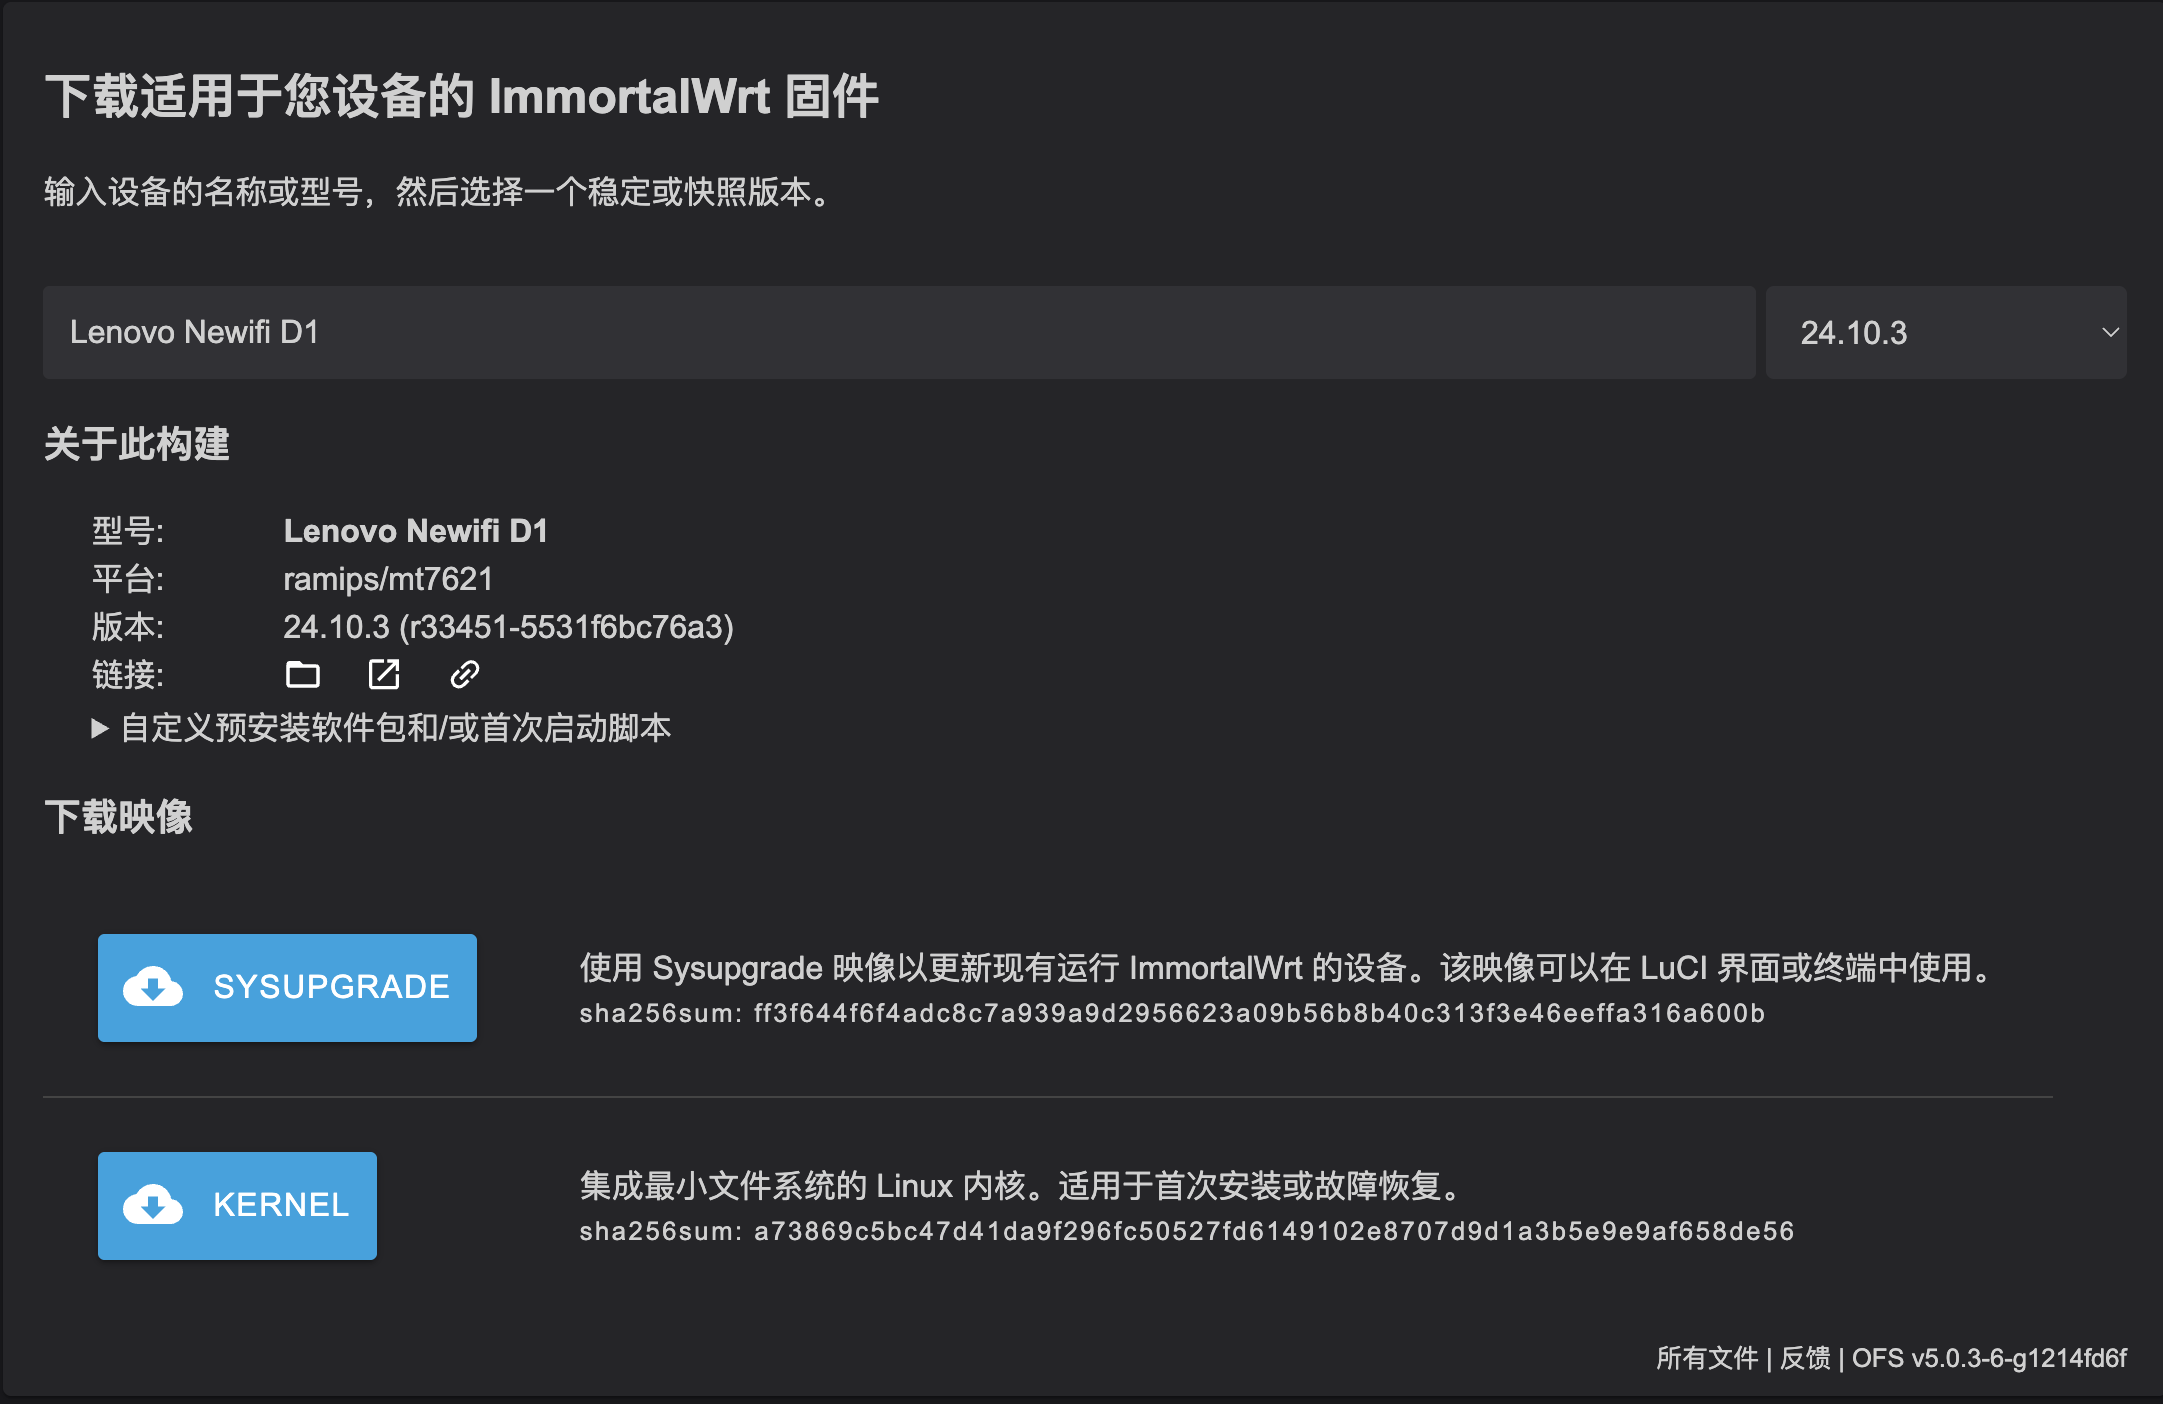 下载适用于您设备的 ImmortalWrt 固件
输入设备的名称或型号，然后选择一个稳定或快照版本。
Lenovo Newifi D1
24.10.3
关于此构建
型号: Lenovo Newifi D1
平台: ramips/mt7621
版本: 24.10.3 (r33451-5531f6bc76a3)
链接:
自定义预安装软件包和/或首次启动脚本
下载映像
SYSUPGRADE
使用 Sysupgrade 映像以更新现有运行 ImmortalWrt 的设备。该映像可以在 LuCI 界面或终端中使用。
sha256sum: ff3f644f6f4adc8c7a939a9d2956623a09b56b8b40c313f3e46eeffa316a600b
KERNEL
集成最小文件系统的 Linux 内核。适用于首次安装或故障恢复。
sha256sum: a73869c5bc47d41da9f296fc50527fd6149102e8707d9d1a3b5e9e9af658de56
所有文件 | 反馈 | OFS v5.0.3-6-g1214fd6f